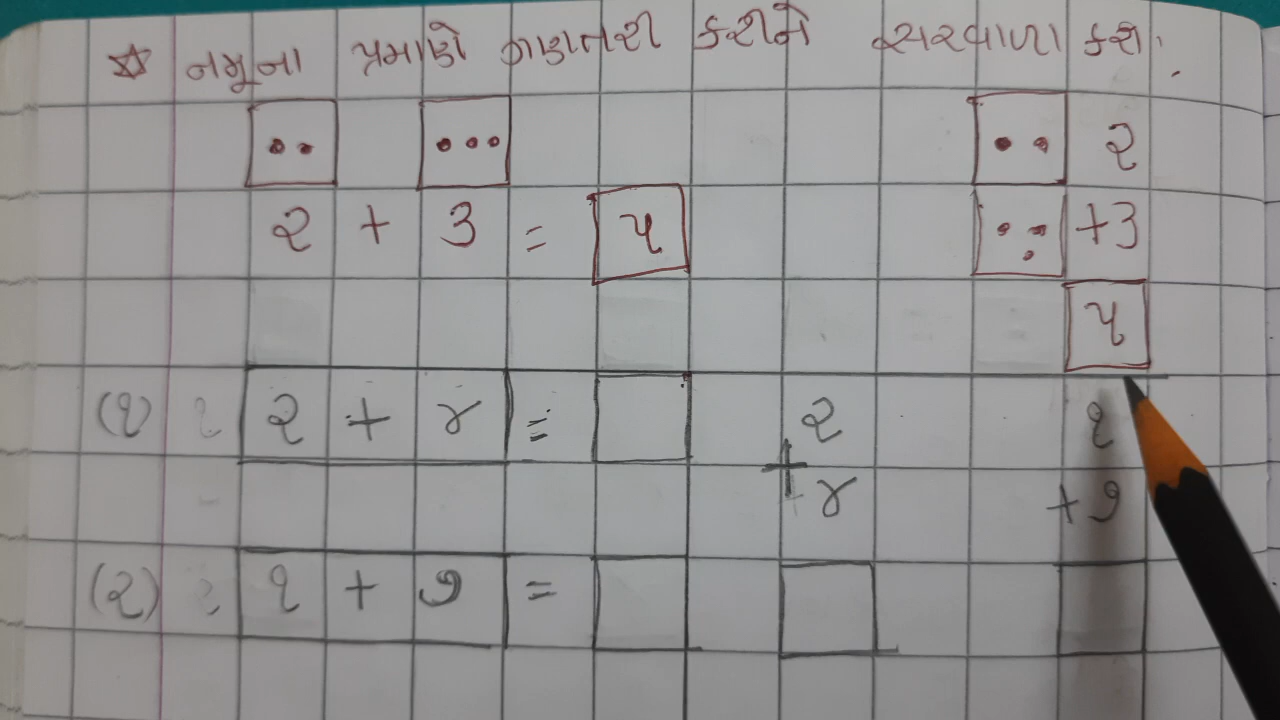 ☆ નમૂના પ્રમાણે ગણતરી કરીને સરવાળા કરો.
૨
૨ + ૩ = ૫ +૩
૫
(૧) ૨ + ૪ = ૨ ૧
+ ૪ + ૭
(૨) ૧ + ૭ =